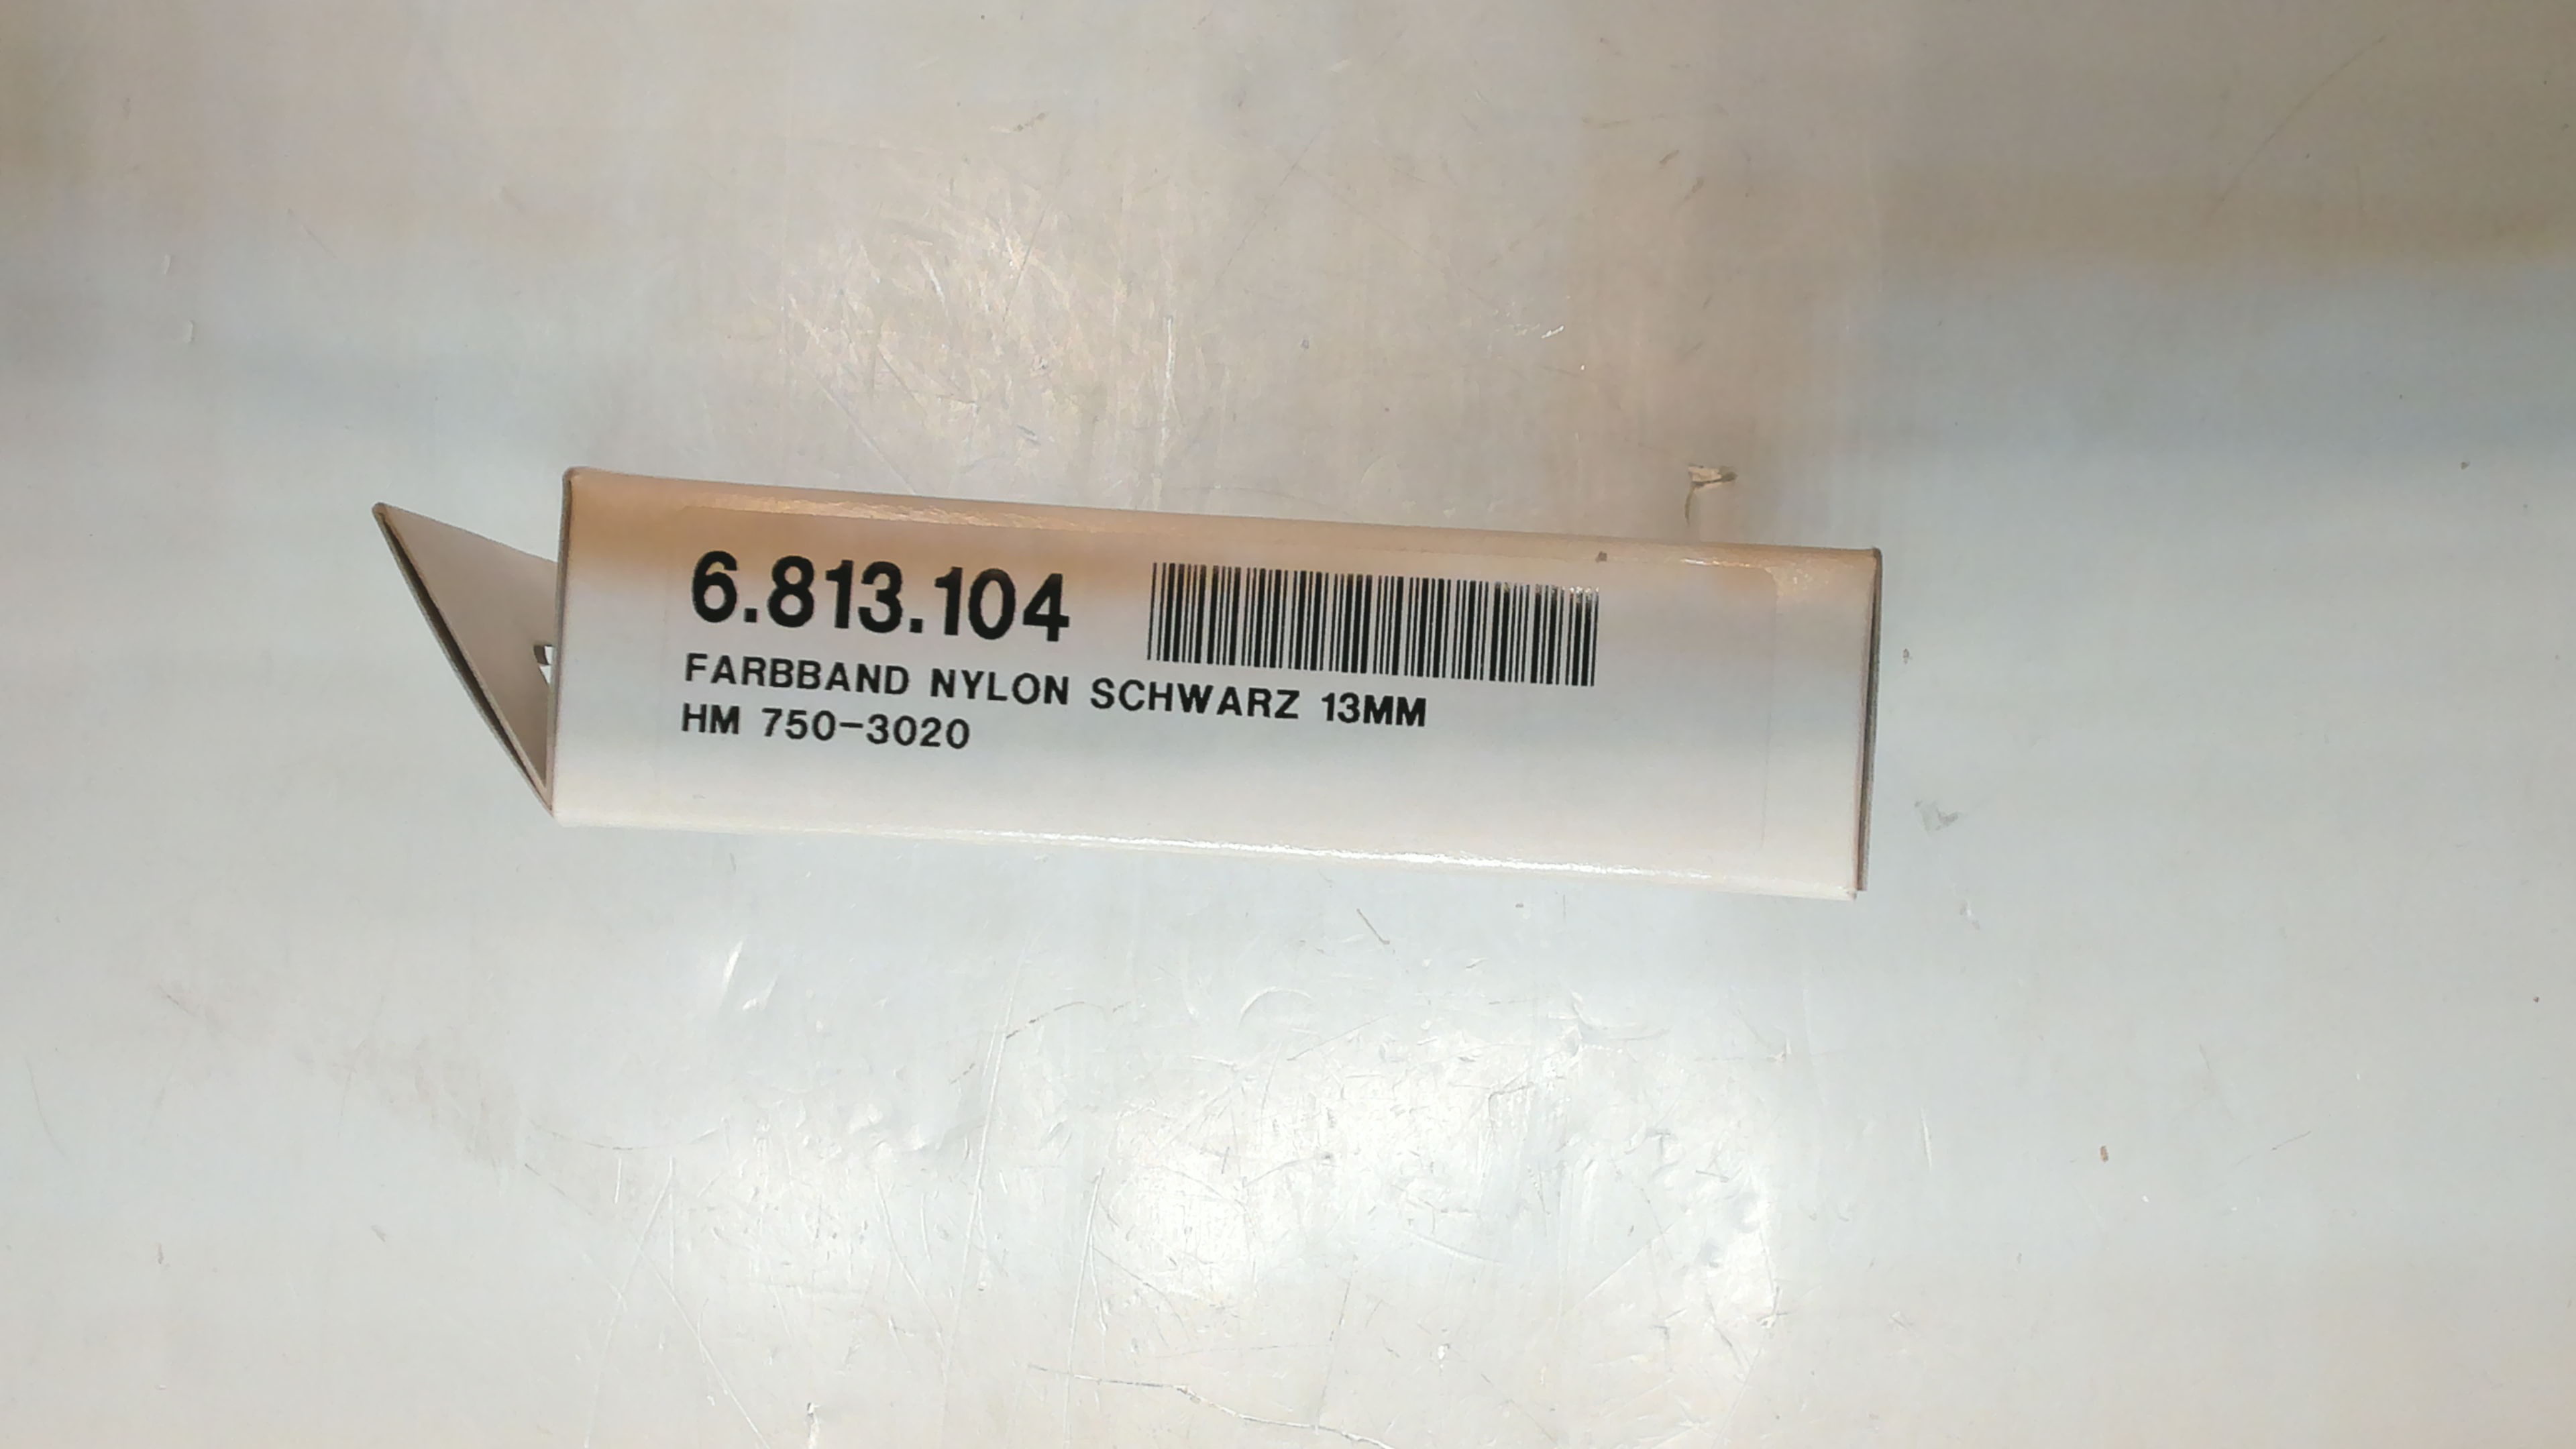 6.813.104
FARBBAND NYLON SCHWARZ 13MM
HM 750-3020